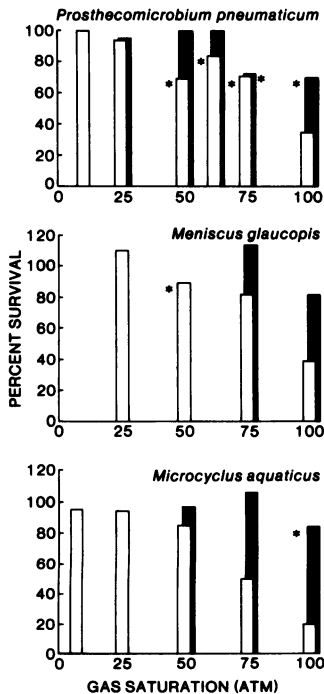 Prosthecomicrobium pneumaticum
100
80
60
40
20
0
* * * * *
0 25 50 75 100
Meniscus glaucopis
120
100
80
60
40
20
0
*
0 25 50 75 100
PERCENT SURVIVAL
Microcyclus aquaticus
120
100
80
60
40
20
0
*
0 25 50 75 100
GAS SATURATION (ATM)